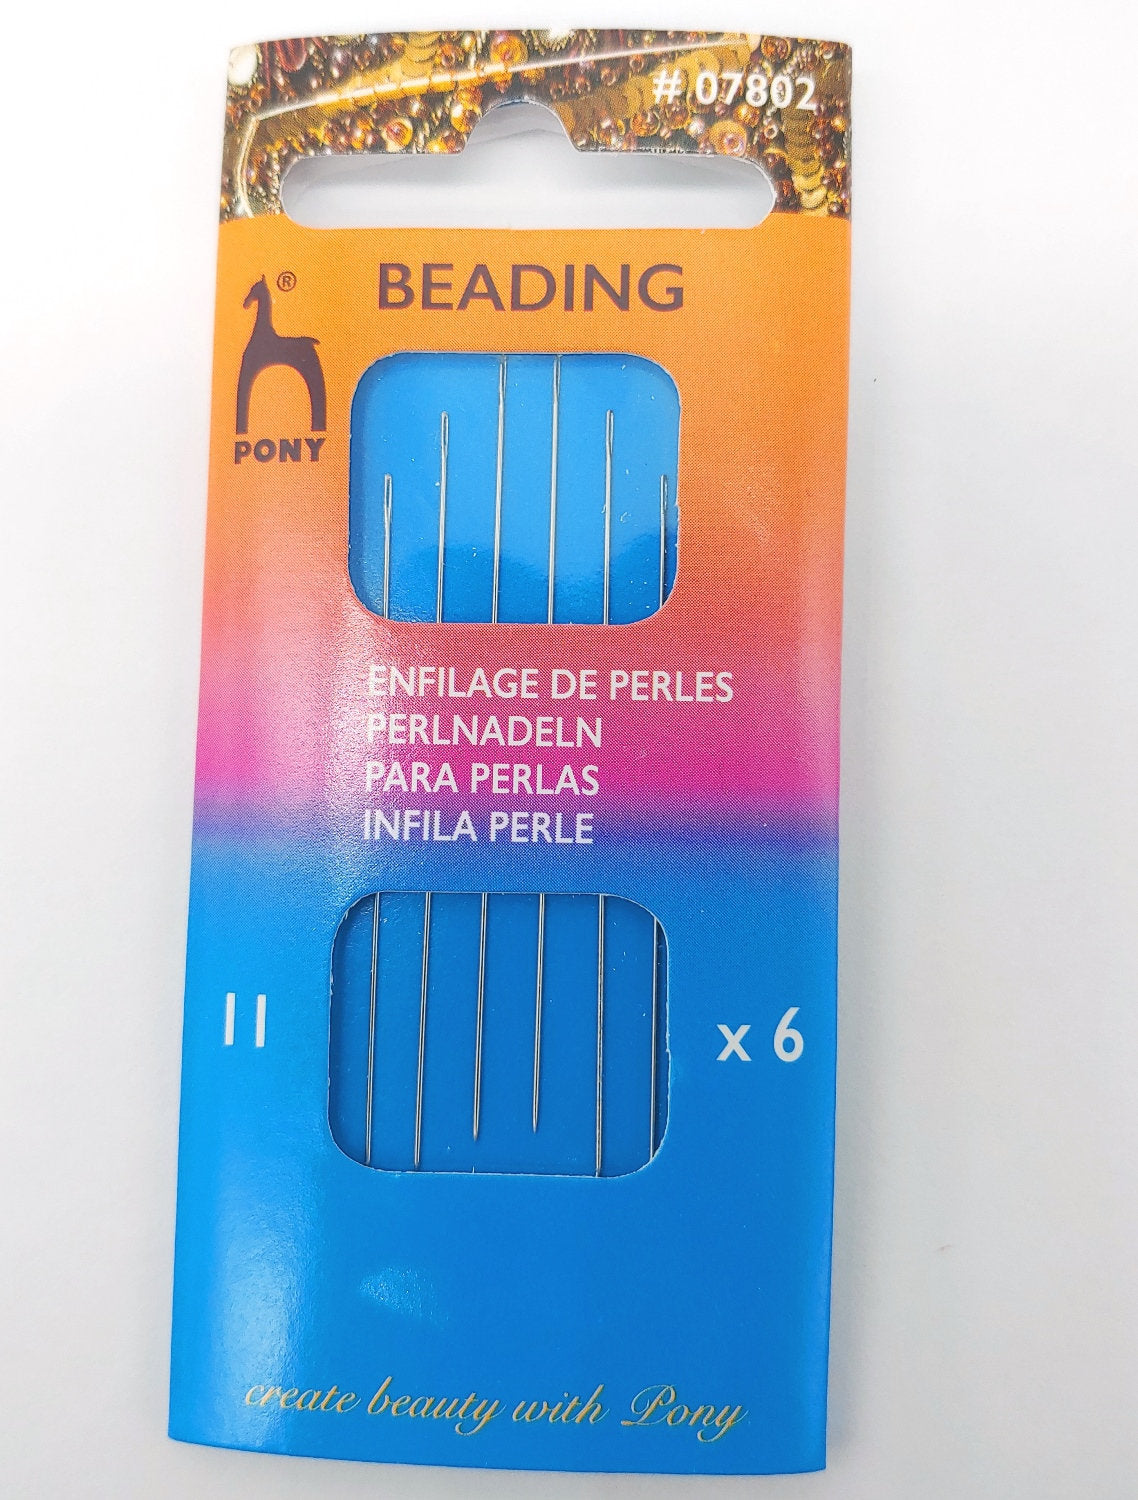 # 07802
BEADING
®
PONY
ENFILAGE DE PERLES
PERLNADELN
PARA PERLAS
INFILA PERLE
11
x 6
create beauty with Pony